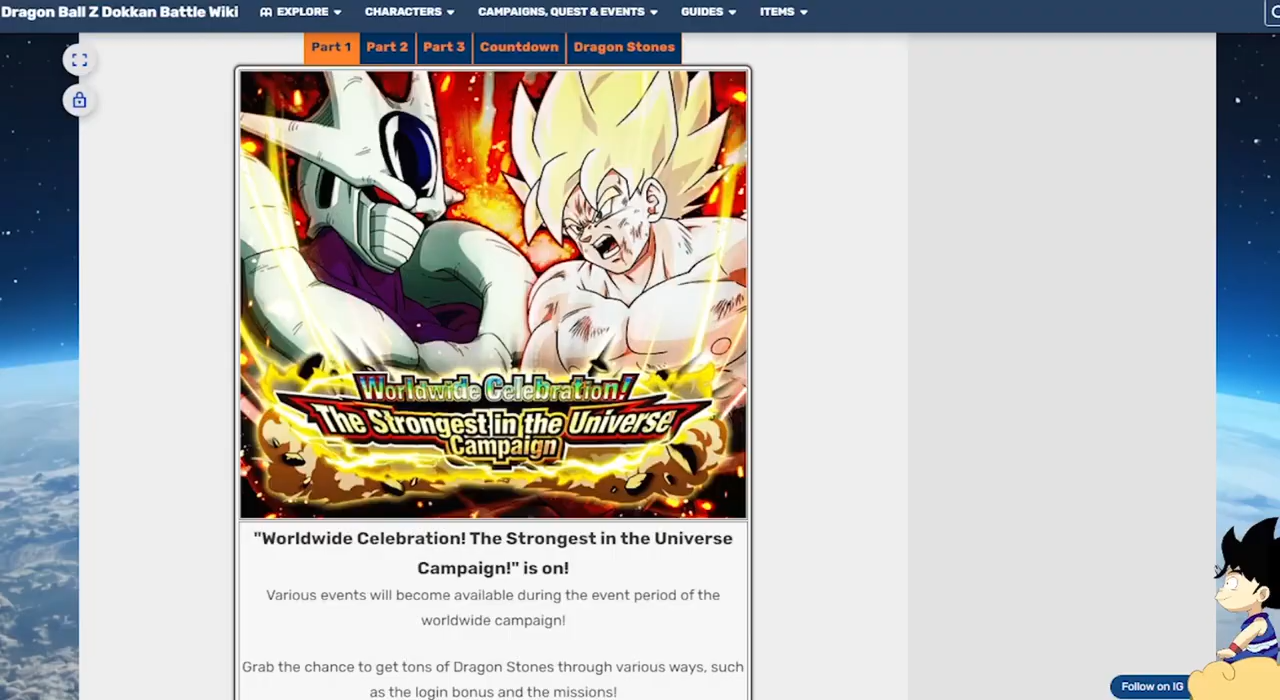 Dragon Ball Z Dokkan Battle Wiki EXPLORE CHARACTERS CAMPAIGNS, QUEST & EVENTS GUIDES ITEMS
Part 1 Part 2 Part 3 Countdown Dragon Stones
Worldwide Celebration!
The Strongest in the Universe
Campaign
"Worldwide Celebration! The Strongest in the Universe
Campaign!" is on!
Various events will become available during the event period of the
worldwide campaign!
Grab the chance to get tons of Dragon Stones through various ways, such
as the login bonus and the missions!
Follow on IG